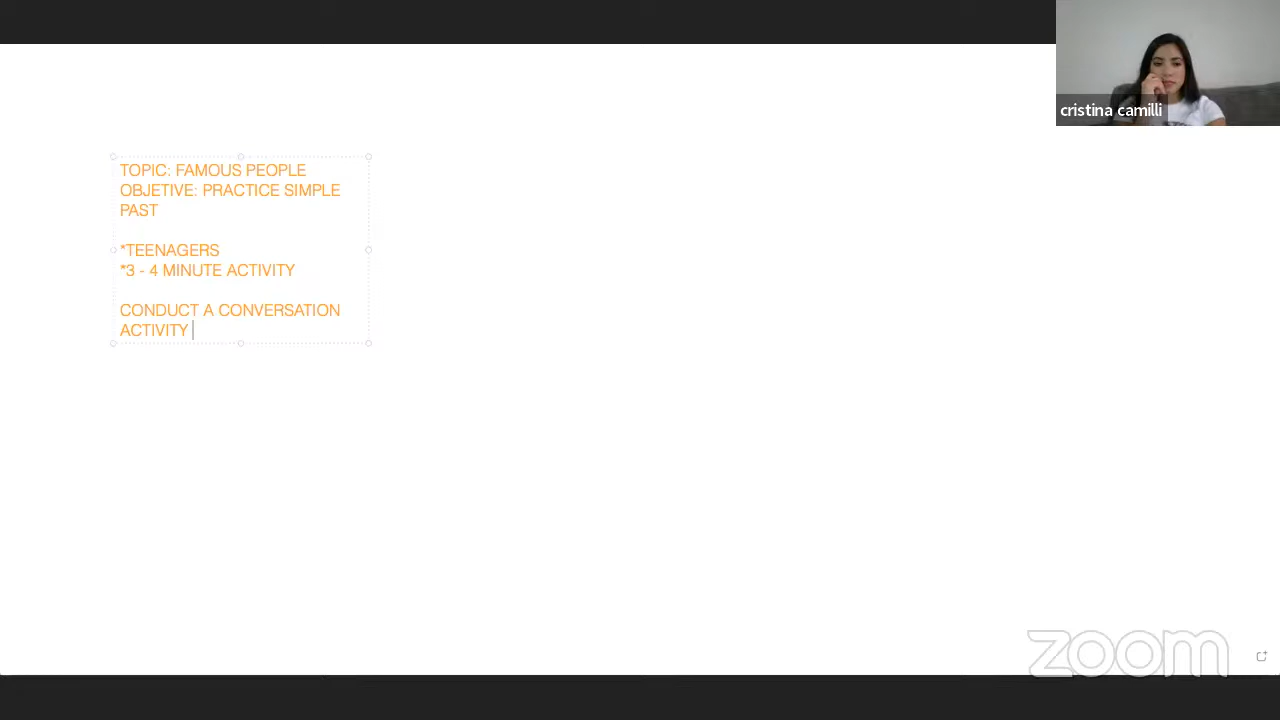 cristina camilli
TOPIC: FAMOUS PEOPLE
OBJETIVE: PRACTICE SIMPLE
PAST
*TEENAGERS
*3 - 4 MINUTE ACTIVITY
CONDUCT A CONVERSATION
ACTIVITY
zoom